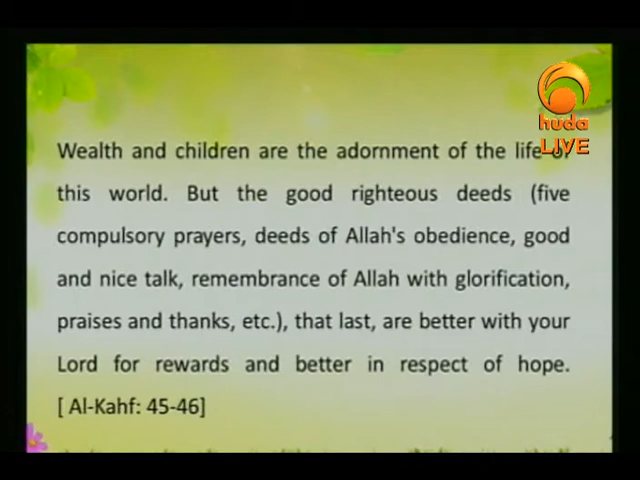 huda
LIVE
Wealth and children are the adornment of the life of
this world. But the good righteous deeds (five
compulsory prayers, deeds of Allah's obedience, good
and nice talk, remembrance of Allah with glorification,
praises and thanks, etc.), that last, are better with your
Lord for rewards and better in respect of hope.
[ Al-Kahf: 45-46]